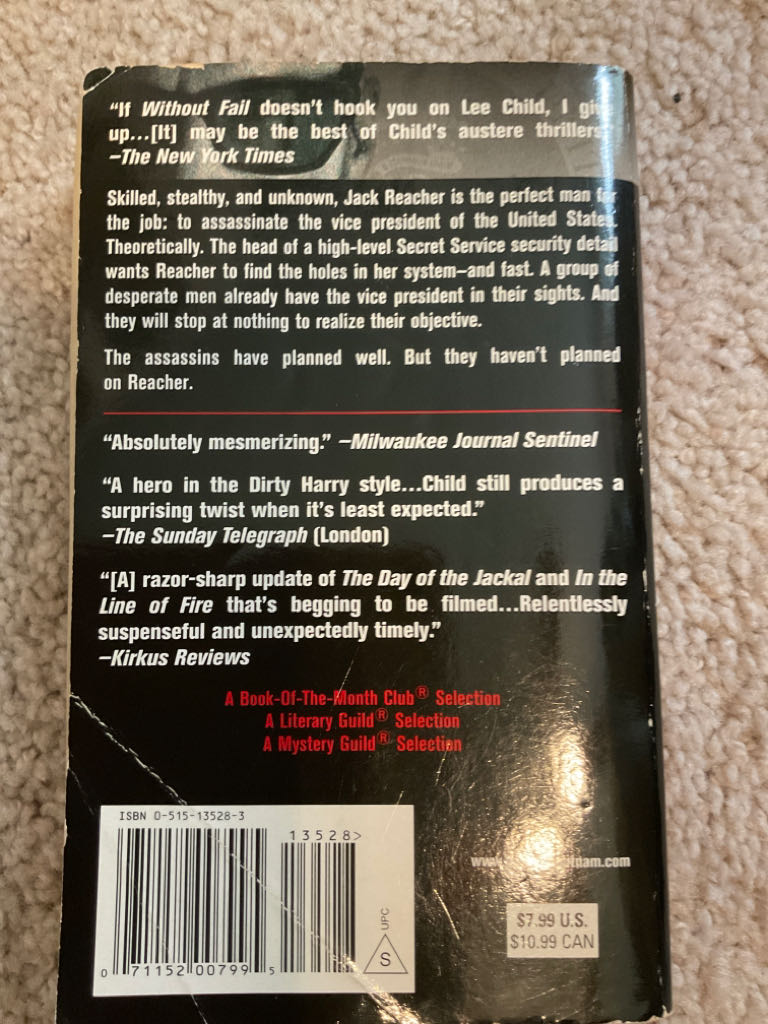 "If Without Fail doesn't hook you on Lee Child, I give
up...[It] may be the best of Child's austere thrillers."
–The New York Times
Skilled, stealthy, and unknown, Jack Reacher is the perfect man for
the job: to assassinate the vice president of the United States.
Theoretically. The head of a high-level Secret Service security detail
wants Reacher to find the holes in her system–and fast. A group of
desperate men already have the vice president in their sights. And
they will stop at nothing to realize their objective.
The assassins have planned well. But they haven't planned
on Reacher.
"Absolutely mesmerizing." –Milwaukee Journal Sentinel
"A hero in the Dirty Harry style...Child still produces a
surprising twist when it's least expected."
–The Sunday Telegraph (London)
"[A] razor-sharp update of The Day of the Jackal and In the
Line of Fire that's begging to be filmed...Relentlessly
suspenseful and unexpectedly timely."
–Kirkus Reviews
A Book-Of-The-Month Club® Selection
A Literary Guild® Selection
A Mystery Guild® Selection
ISBN 0-515-13528-3
13528>
0 71152 00799 5
UPC
S
$7.99 U.S.
$10.99 CAN